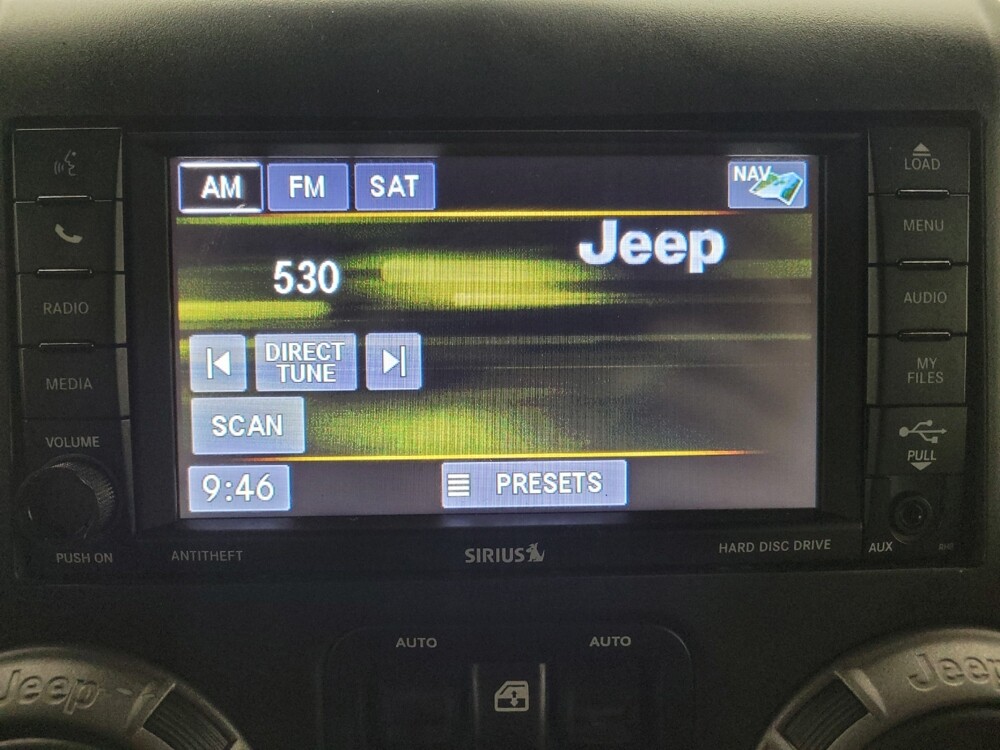 LOAD
AM
FM
SAT
NAV
MENU
Jeep
530
RADIO
AUDIO
DIRECT
TUNE
MY
FILES
MEDIA
SCAN
VOLUME
PULL
9:46
PRESETS
PUSH ON
ANTITHEFT
SIRIUS
HARD DISC DRIVE
AUX
AUTO
AUTO
Jeep
Jeep